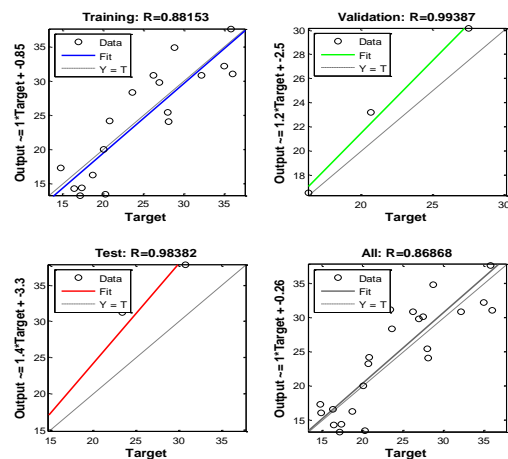 Training: R=0.88153
Output ~= 1*Target + -0.85
35
30
25
20
15
Data
Fit
Y = T
15 20 25 30 35
Target
Validation: R=0.99387
Output ~= 1.2*Target + -2.5
30
28
26
24
22
20
18
Data
Fit
Y = T
20 25 30
Target
Test: R=0.98382
Output ~= 1.4*Target + -3.3
35
30
25
20
15
Data
Fit
Y = T
15 20 25 30 35
Target
All: R=0.86868
Output ~= 1*Target + -0.26
35
30
25
20
15
Data
Fit
Y = T
15 20 25 30 35
Target